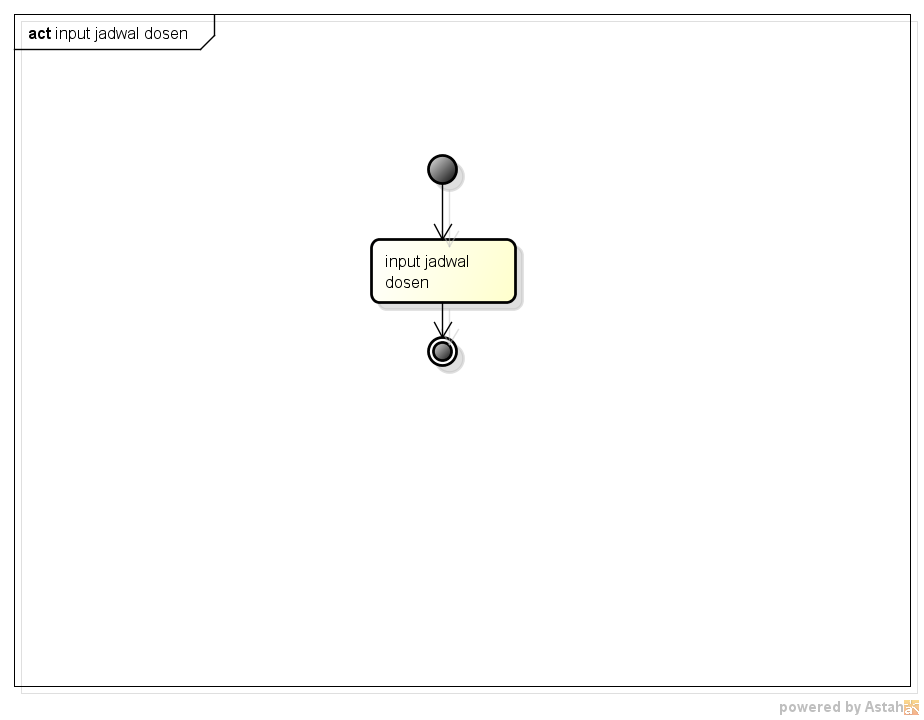 act input jadwal dosen
input jadwal
dosen
powered by Astah